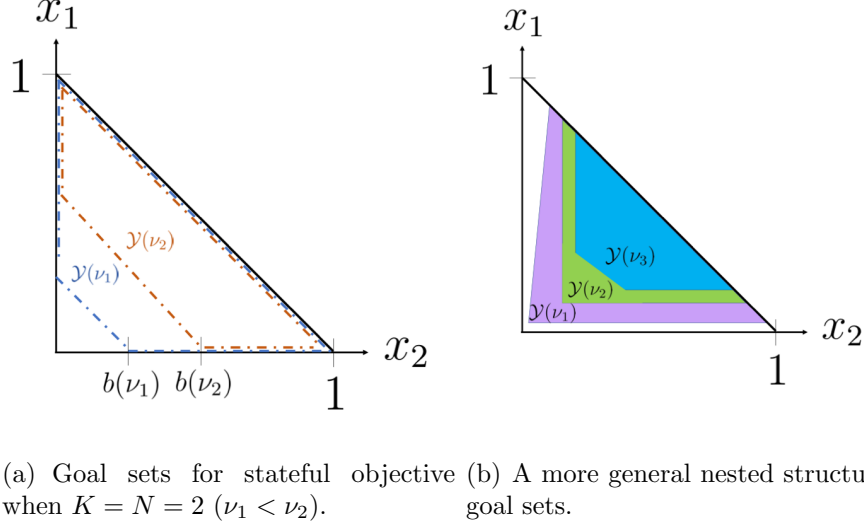 x₁
1
𝒴(ν₂)
𝒴(ν₁)
x₂
b(ν₁) b(ν₂)
1
x₁
1
𝒴(ν₃)
𝒴(ν₂)
𝒴(ν₁)
x₂
1
(a) Goal sets for stateful objective
when K = N = 2 (ν₁ < ν₂).
(b) A more general nested structu
goal sets.